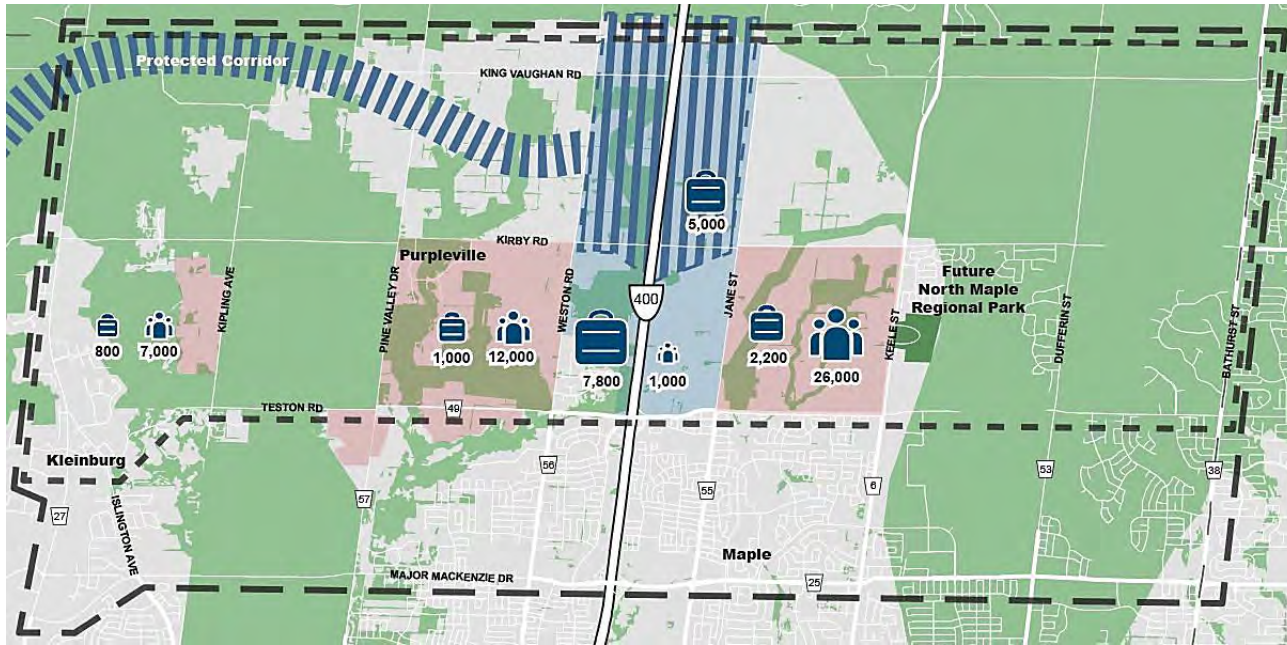 Protected Corridor
KING VAUGHAN RD
5,000
KIRBY RD
Purpleville
Future
North Maple
Regional Park
KIPLING AVE
PINE VALLEY DR
WESTON RD
400
JANE ST
KEELE ST
DUFFERIN ST
BATHURST ST
800
7,000
1,000
12,000
7,800
1,000
2,200
26,000
TESTON RD
49
Kleinburg
56
57
55
6
53
38
27
ISLINGTON AVE
Maple
MAJOR MACKENZIE DR
25